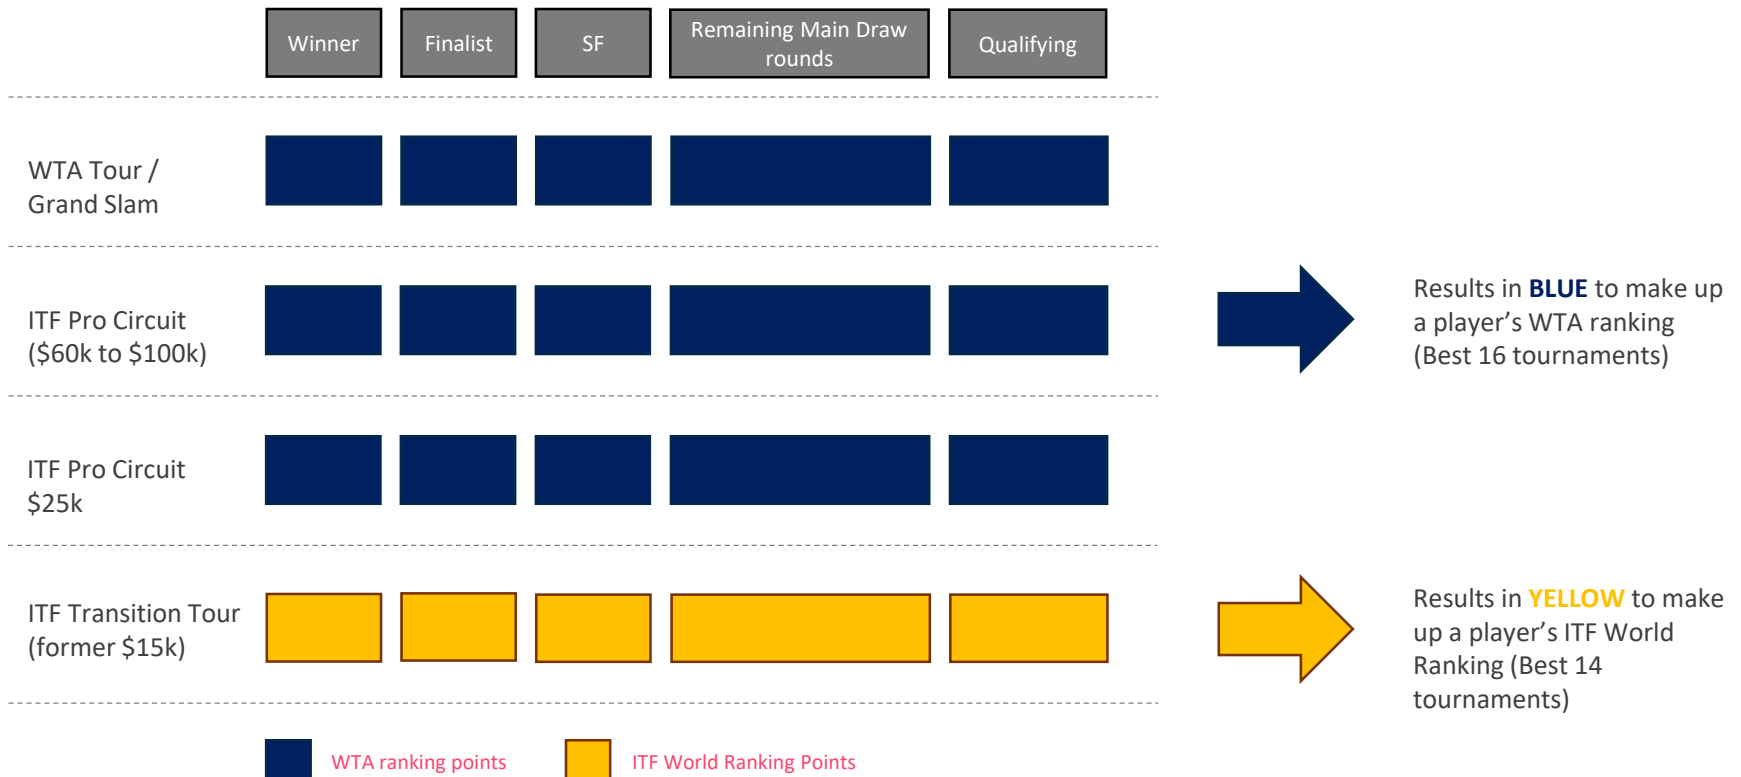 Winner
Finalist
SF
Remaining Main Draw
rounds
Qualifying
WTA Tour /
Grand Slam
ITF Pro Circuit
($60k to $100k)
Results in BLUE to make up
a player’s WTA ranking
(Best 16 tournaments)
ITF Pro Circuit
$25k
ITF Transition Tour
(former $15k)
Results in YELLOW to make
up a player’s ITF World
Ranking (Best 14
tournaments)
WTA ranking points
ITF World Ranking Points